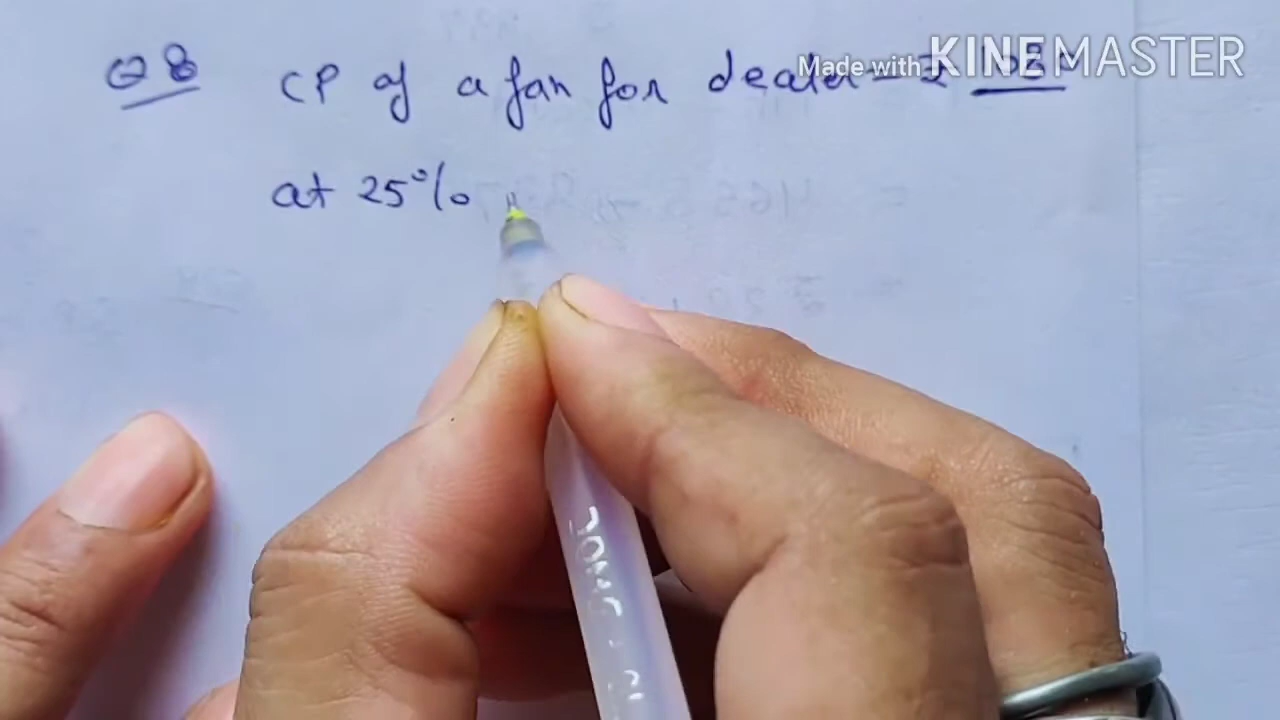 Made with KINEMASTER
Q8 CP of a fan for dealer = ₹
at 25%